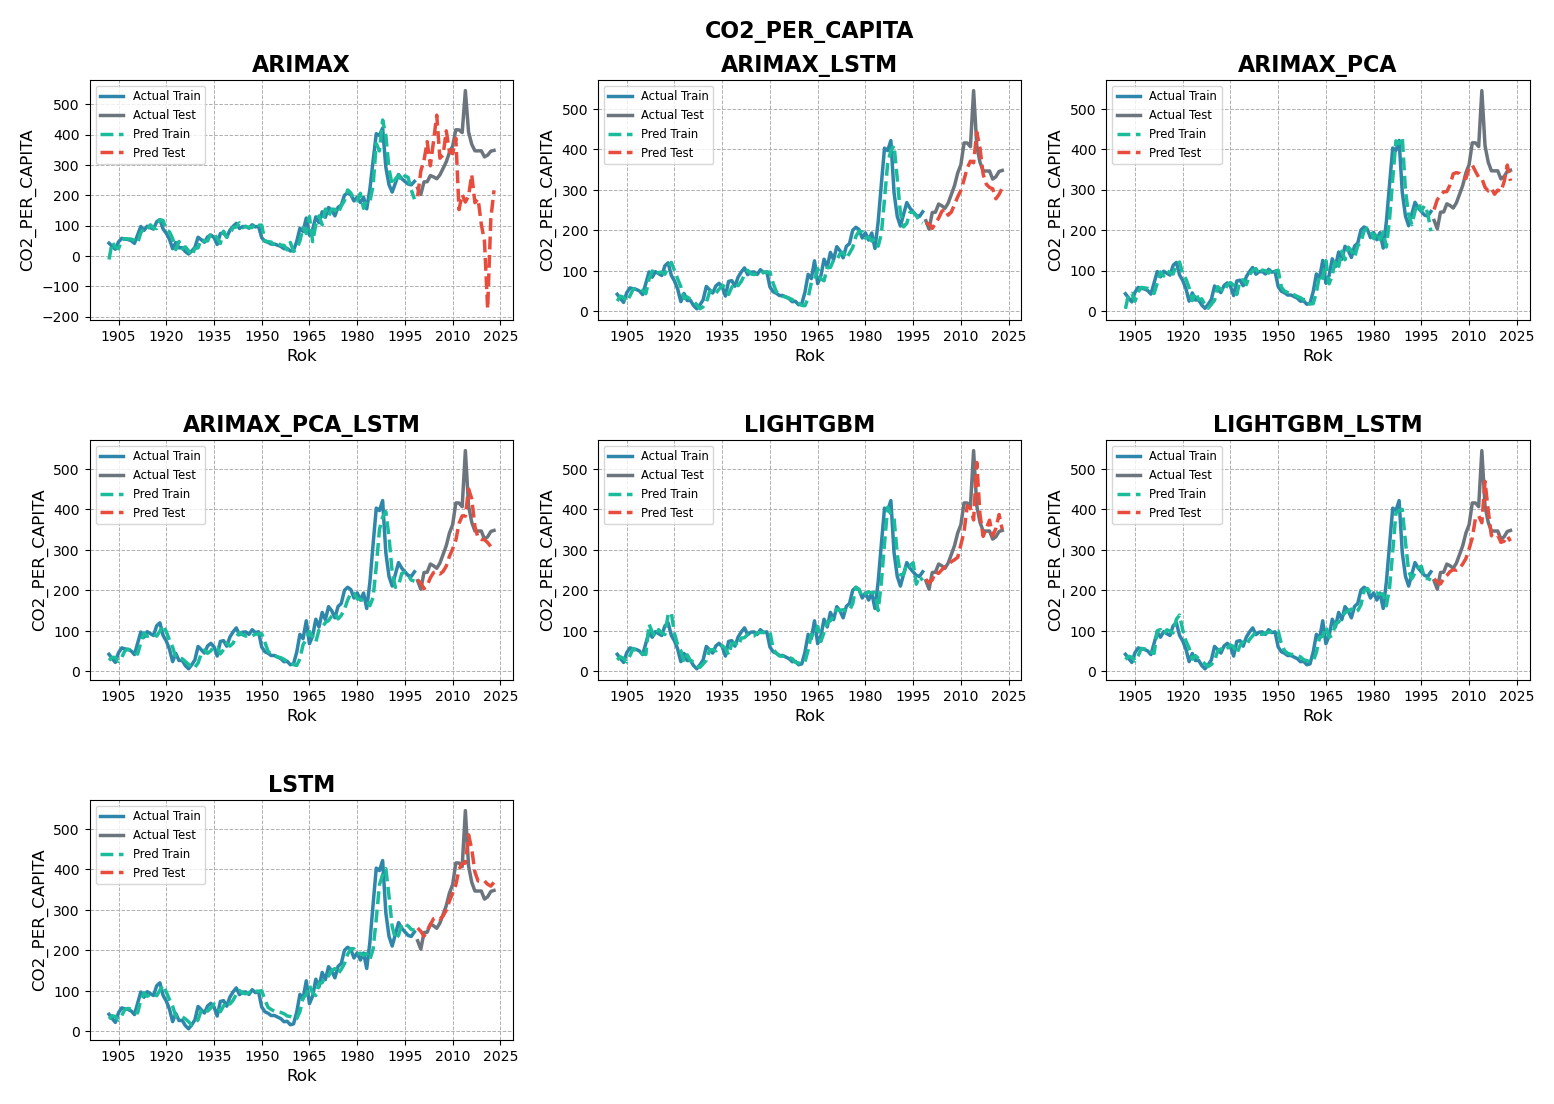 CO2_PER_CAPITA
ARIMAX
Actual Train
Actual Test
Pred Train
Pred Test
500
400
300
200
100
0
−100
−200
CO2_PER_CAPITA
1905 1920 1935 1950 1965 1980 1995 2010 2025
Rok
ARIMAX_LSTM
Actual Train
Actual Test
Pred Train
Pred Test
500
400
300
200
100
0
CO2_PER_CAPITA
1905 1920 1935 1950 1965 1980 1995 2010 2025
Rok
ARIMAX_PCA
Actual Train
Actual Test
Pred Train
Pred Test
500
400
300
200
100
0
CO2_PER_CAPITA
1905 1920 1935 1950 1965 1980 1995 2010 2025
Rok
ARIMAX_PCA_LSTM
Actual Train
Actual Test
Pred Train
Pred Test
500
400
300
200
100
0
CO2_PER_CAPITA
1905 1920 1935 1950 1965 1980 1995 2010 2025
Rok
LIGHTGBM
Actual Train
Actual Test
Pred Train
Pred Test
500
400
300
200
100
0
CO2_PER_CAPITA
1905 1920 1935 1950 1965 1980 1995 2010 2025
Rok
LIGHTGBM_LSTM
Actual Train
Actual Test
Pred Train
Pred Test
500
400
300
200
100
0
CO2_PER_CAPITA
1905 1920 1935 1950 1965 1980 1995 2010 2025
Rok
LSTM
Actual Train
Actual Test
Pred Train
Pred Test
500
400
300
200
100
0
CO2_PER_CAPITA
1905 1920 1935 1950 1965 1980 1995 2010 2025
Rok